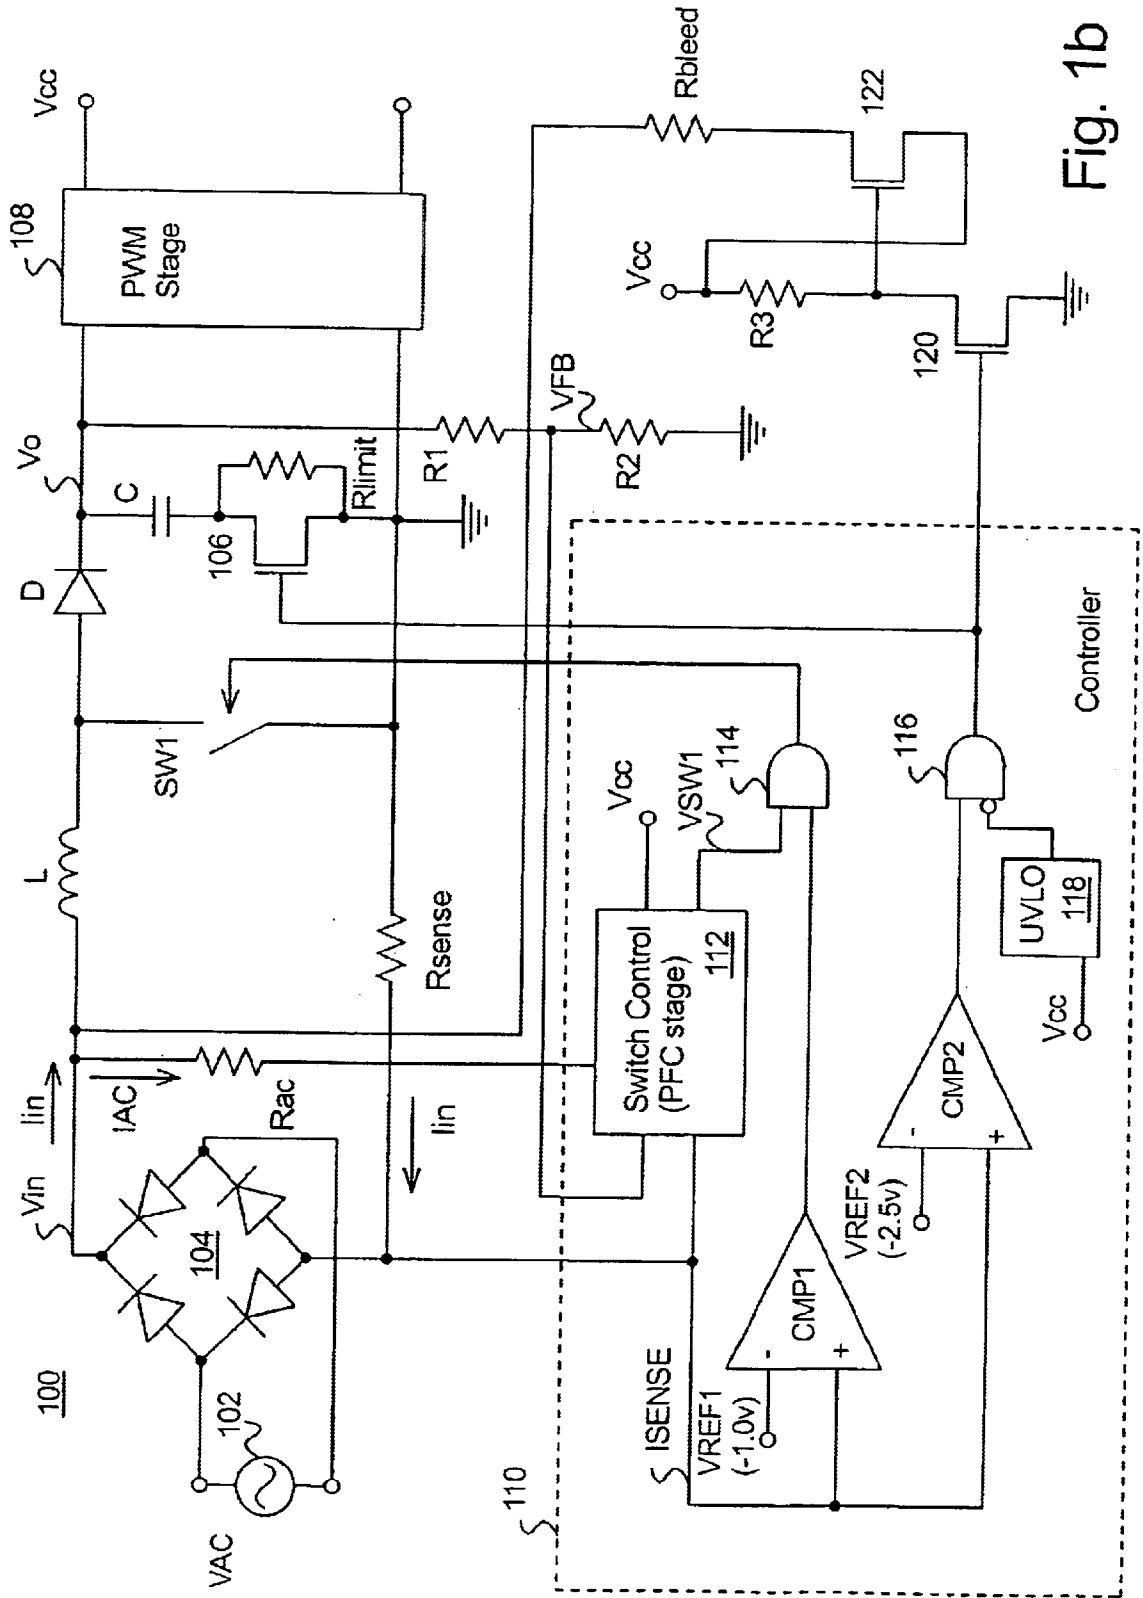 100
VAC
102
Vin
Iin
IAC
104
Rac
Iin
L
SW1
Rsense
D
Vo
C
106
Rlimit
108
PWM
Stage
Vcc
R1
VFB
R2
Rbleed
Vcc
R3
122
120
110
ISENSE
VREF1
(-1.0v)
-
+
CMP1
Switch Control
(PFC stage)
112
Vcc
VSW1
114
VREF2
(-2.5v)
-
+
CMP2
116
UVLO
118
Vcc
Controller
Fig. 1b